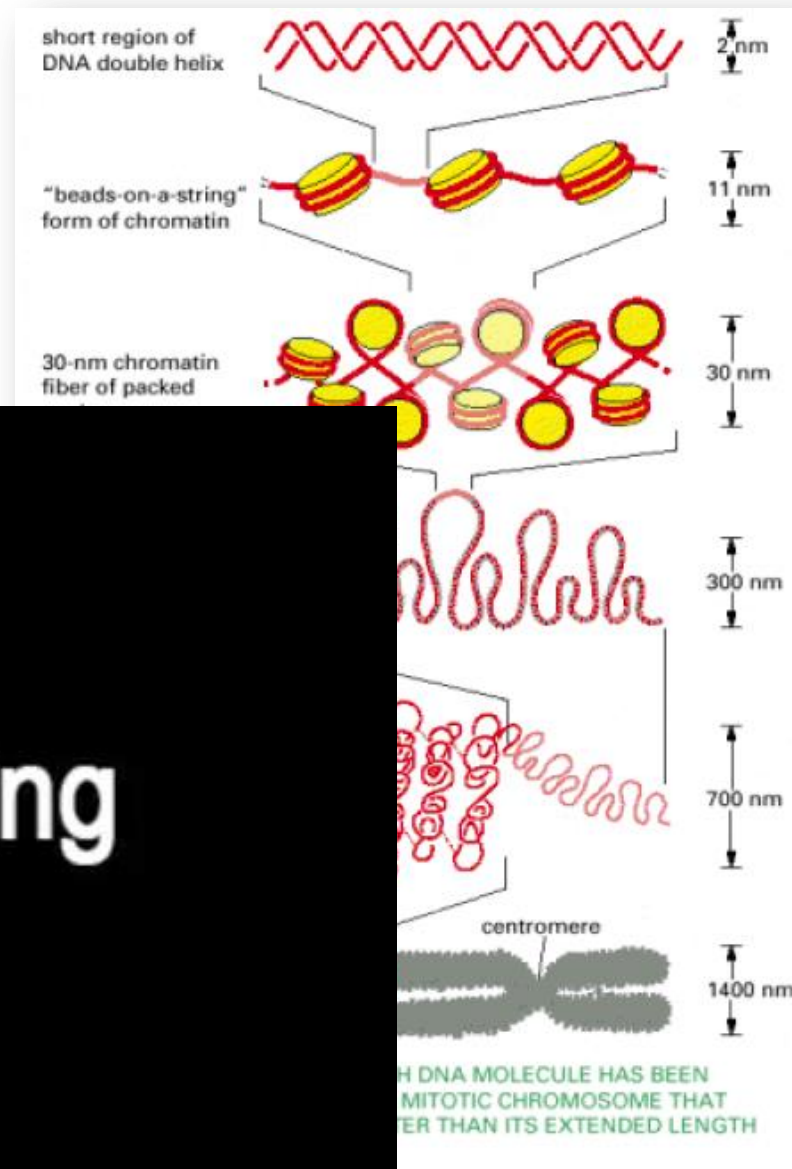 short region of
DNA double helix
2 nm
"beads-on-a-string"
form of chromatin
11 nm
30-nm chromatin
fiber of packed
30 nm
300 nm
700 nm
ng
centromere
1400 nm
H DNA MOLECULE HAS BEEN
MITOTIC CHROMOSOME THAT
TER THAN ITS EXTENDED LENGTH